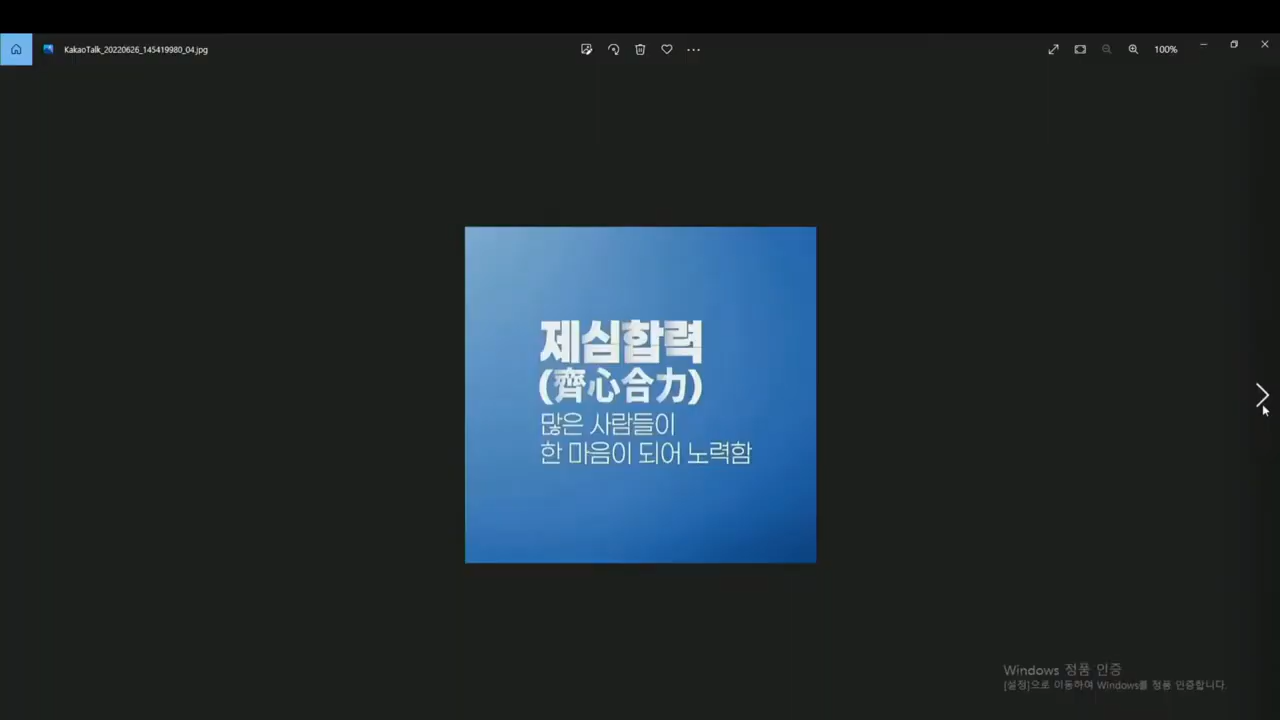 KakaoTalk_20220626_145419980_04.jpg
100%
제심합력
(齊心合力)
많은 사람들이
한 마음이 되어 노력함
Windows 정품 인증
[설정]으로 이동하여 Windows를 정품 인증합니다.